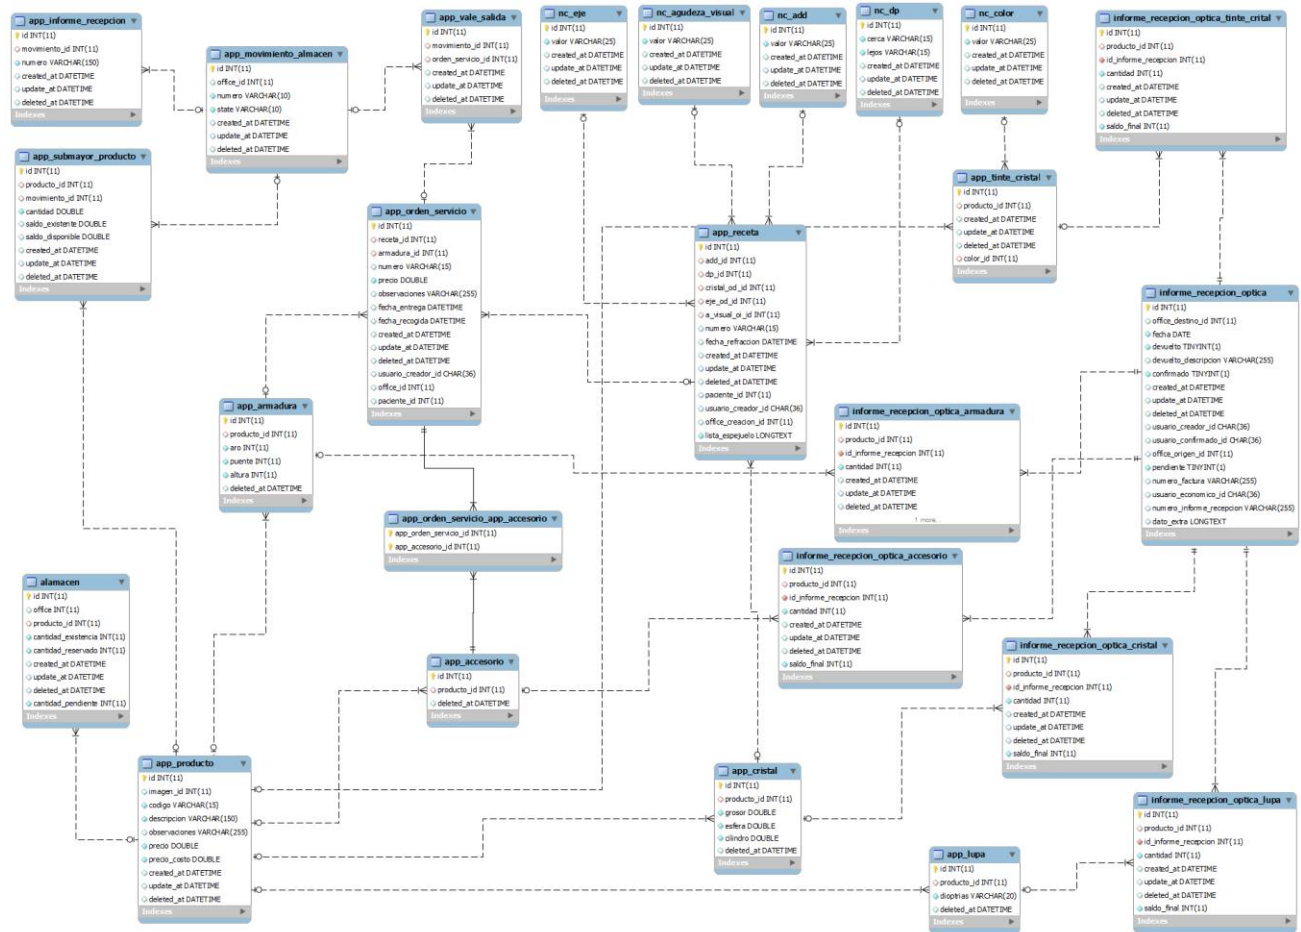 app_informe_recepcion
id INT(11)
movimiento_id INT(11)
numero VARCHAR(150)
created_at DATETIME
update_at DATETIME
deleted_at DATETIME
Indexes
app_movimiento_almacen
id INT(11)
office_id INT(11)
numero VARCHAR(10)
state VARCHAR(10)
created_at DATETIME
update_at DATETIME
deleted_at DATETIME
Indexes
app_vale_salida
id INT(11)
movimiento_id INT(11)
orden_servicio_id INT(11)
created_at DATETIME
update_at DATETIME
deleted_at DATETIME
Indexes
nc_eje
id INT(11)
valor VARCHAR(25)
created_at DATETIME
update_at DATETIME
deleted_at DATETIME
Indexes
nc_agudeza_visual
id INT(11)
valor VARCHAR(25)
created_at DATETIME
update_at DATETIME
deleted_at DATETIME
Indexes
nc_add
id INT(11)
valor VARCHAR(25)
created_at DATETIME
update_at DATETIME
deleted_at DATETIME
Indexes
nc_dp
id INT(11)
cerca VARCHAR(15)
lejos VARCHAR(15)
created_at DATETIME
update_at DATETIME
deleted_at DATETIME
Indexes
nc_color
id INT(11)
valor VARCHAR(25)
created_at DATETIME
update_at DATETIME
deleted_at DATETIME
Indexes
informe_recepcion_optica_tinte_crital
id INT(11)
producto_id INT(11)
id_informe_recepcion INT(11)
cantidad INT(11)
created_at DATETIME
update_at DATETIME
deleted_at DATETIME
saldo_final INT(11)
Indexes
app_submayor_producto
id INT(11)
producto_id INT(11)
movimiento_id INT(11)
cantidad DOUBLE
saldo_existente DOUBLE
saldo_disponible DOUBLE
created_at DATETIME
update_at DATETIME
deleted_at DATETIME
Indexes
app_orden_servicio
id INT(11)
receta_id INT(11)
armadura_id INT(11)
numero VARCHAR(15)
precio DOUBLE
observaciones VARCHAR(255)
fecha_entrega DATETIME
fecha_recogida DATETIME
created_at DATETIME
update_at DATETIME
deleted_at DATETIME
usuario_creador_id CHAR(36)
office_id INT(11)
paciente_id INT(11)
Indexes
app_receta
id INT(11)
add_id INT(11)
dp_id INT(11)
cristal_od_id INT(11)
eje_od_id INT(11)
a_visual_oi_id INT(11)
numero VARCHAR(15)
fecha_refraccion DATETIME
created_at DATETIME
update_at DATETIME
deleted_at DATETIME
paciente_id INT(11)
usuario_creador_id CHAR(36)
office_creacion_id INT(11)
lista_espejuelo LONGTEXT
Indexes
app_tinte_cristal
id INT(11)
producto_id INT(11)
created_at DATETIME
update_at DATETIME
deleted_at DATETIME
color_id INT(11)
Indexes
informe_recepcion_optica
id INT(11)
office_destino_id INT(11)
fecha DATE
devuelto TINYINT(1)
devuelto_descripcion VARCHAR(255)
confirmado TINYINT(1)
created_at DATETIME
update_at DATETIME
deleted_at DATETIME
usuario_creador_id CHAR(36)
usuario_confirmado_id CHAR(36)
office_origen_id INT(11)
pendiente TINYINT(1)
numero_factura VARCHAR(255)
usuario_economico_id CHAR(36)
numero_informe_recepcion VARCHAR(255)
dato_extra LONGTEXT
Indexes
app_armadura
id INT(11)
producto_id INT(11)
aro INT(11)
puente INT(11)
altura INT(11)
deleted_at DATETIME
Indexes
informe_recepcion_optica_armadura
id INT(11)
producto_id INT(11)
id_informe_recepcion INT(11)
cantidad INT(11)
created_at DATETIME
update_at DATETIME
deleted_at DATETIME
1 more...
Indexes
app_orden_servicio_app_accesorio
app_orden_servicio_id INT(11)
app_accesorio_id INT(11)
Indexes
informe_recepcion_optica_accesorio
id INT(11)
producto_id INT(11)
id_informe_recepcion INT(11)
cantidad INT(11)
created_at DATETIME
update_at DATETIME
deleted_at DATETIME
saldo_final INT(11)
Indexes
alamacen
id INT(11)
office INT(11)
producto_id INT(11)
cantidad_existencia INT(11)
cantidad_reservado INT(11)
created_at DATETIME
update_at DATETIME
deleted_at DATETIME
cantidad_pendiente INT(11)
Indexes
app_accesorio
id INT(11)
producto_id INT(11)
deleted_at DATETIME
Indexes
informe_recepcion_optica_cristal
id INT(11)
producto_id INT(11)
id_informe_recepcion INT(11)
cantidad INT(11)
created_at DATETIME
update_at DATETIME
deleted_at DATETIME
saldo_final INT(11)
Indexes
app_producto
id INT(11)
imagen_id INT(11)
codigo VARCHAR(15)
descripcion VARCHAR(150)
observaciones VARCHAR(255)
precio DOUBLE
precio_costo DOUBLE
created_at DATETIME
update_at DATETIME
deleted_at DATETIME
Indexes
app_cristal
id INT(11)
producto_id INT(11)
grosor DOUBLE
esfera DOUBLE
cilindro DOUBLE
deleted_at DATETIME
Indexes
app_lupa
id INT(11)
producto_id INT(11)
dioptrias VARCHAR(20)
deleted_at DATETIME
Indexes
informe_recepcion_optica_lupa
id INT(11)
producto_id INT(11)
id_informe_recepcion INT(11)
cantidad INT(11)
created_at DATETIME
update_at DATETIME
deleted_at DATETIME
saldo_final INT(11)
Indexes